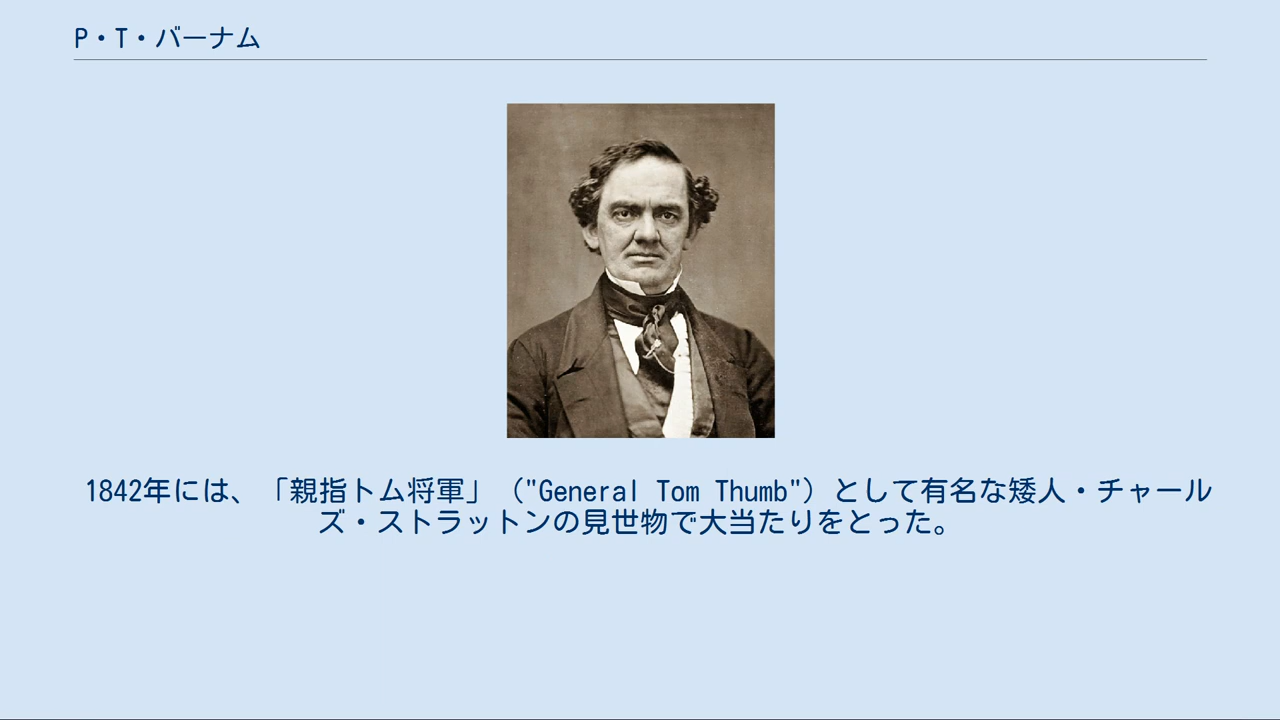 P・T・バーナム
1842年には、「親指トム将軍」（"General Tom Thumb"）として有名な矮人・チャール
ズ・ストラットンの見世物で大当たりをとった。